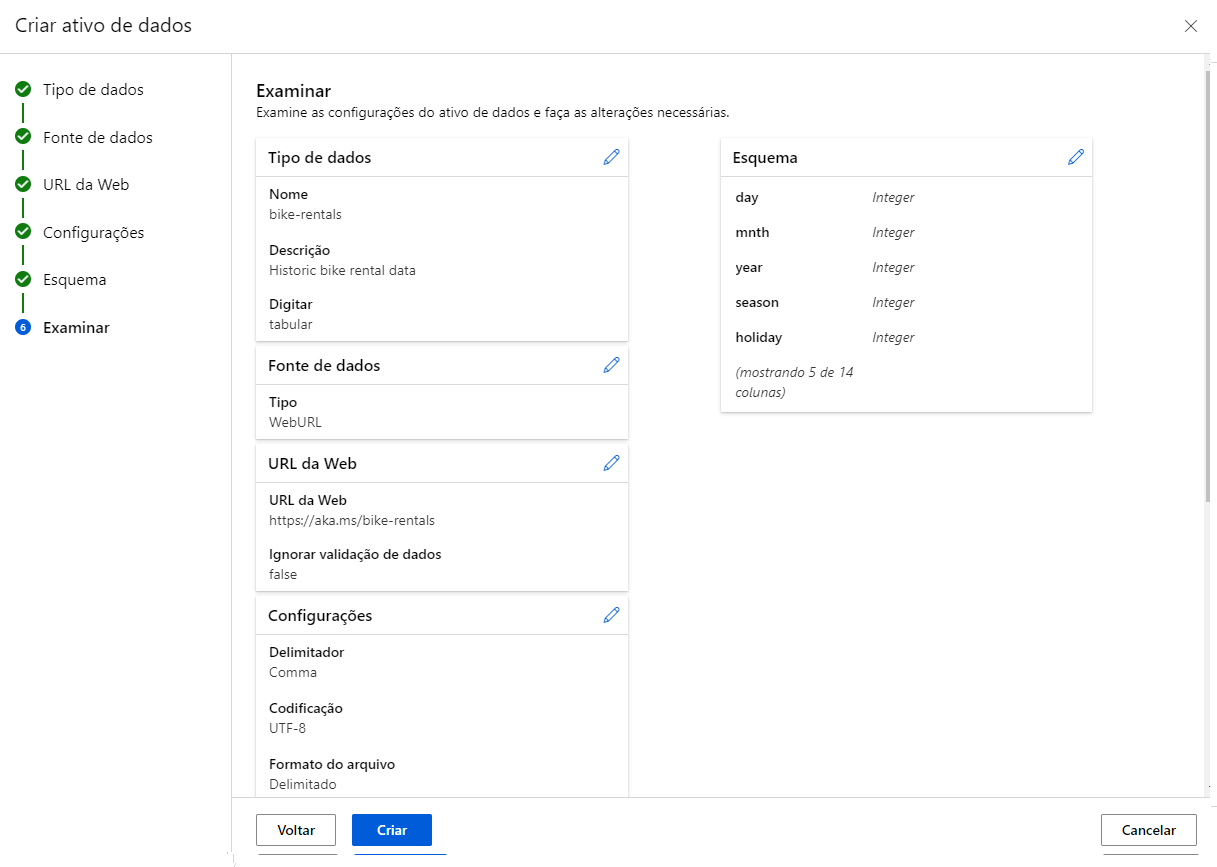 Criar ativo de dados
Tipo de dados
Fonte de dados
URL da Web
Configurações
Esquema
6 Examinar
Examinar
Examine as configurações do ativo de dados e faça as alterações necessárias.
Tipo de dados
Nome
bike-rentals
Descrição
Historic bike rental data
Digitar
tabular
Fonte de dados
Tipo
WebURL
URL da Web
URL da Web
https://aka.ms/bike-rentals
Ignorar validação de dados
false
Configurações
Delimitador
Comma
Codificação
UTF-8
Formato do arquivo
Delimitado
Esquema
day Integer
mnth Integer
year Integer
season Integer
holiday Integer
(mostrando 5 de 14
colunas)
Voltar Criar Cancelar